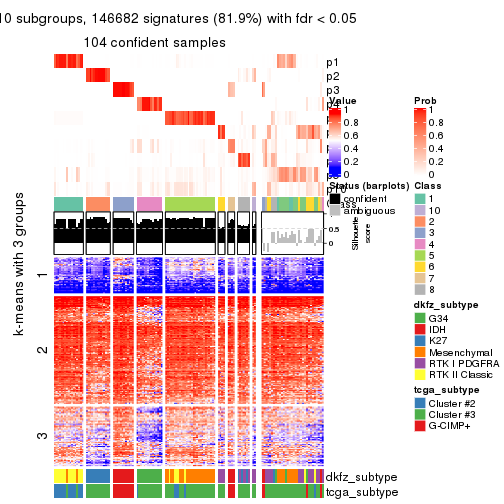 10 subgroups, 146682 signatures (81.9%) with fdr < 0.05
104 confident samples
p1
p2
p3
p10
Value
1
0.8
0.6
0.4
0.2
0
Prob
1
0.8
0.6
0.4
0.2
0
Status (barplots)
confident
ambiguous
Class
1
10
2
3
4
5
6
7
8
0.5
0
Silhouette
score
k-means with 3 groups
1
2
3
dkfz_subtype
G34
IDH
K27
Mesenchymal
RTK I PDGFRA
RTK II Classic
tcga_subtype
Cluster #2
Cluster #3
G-CIMP+
dkfz_subtype
tcga_subtype